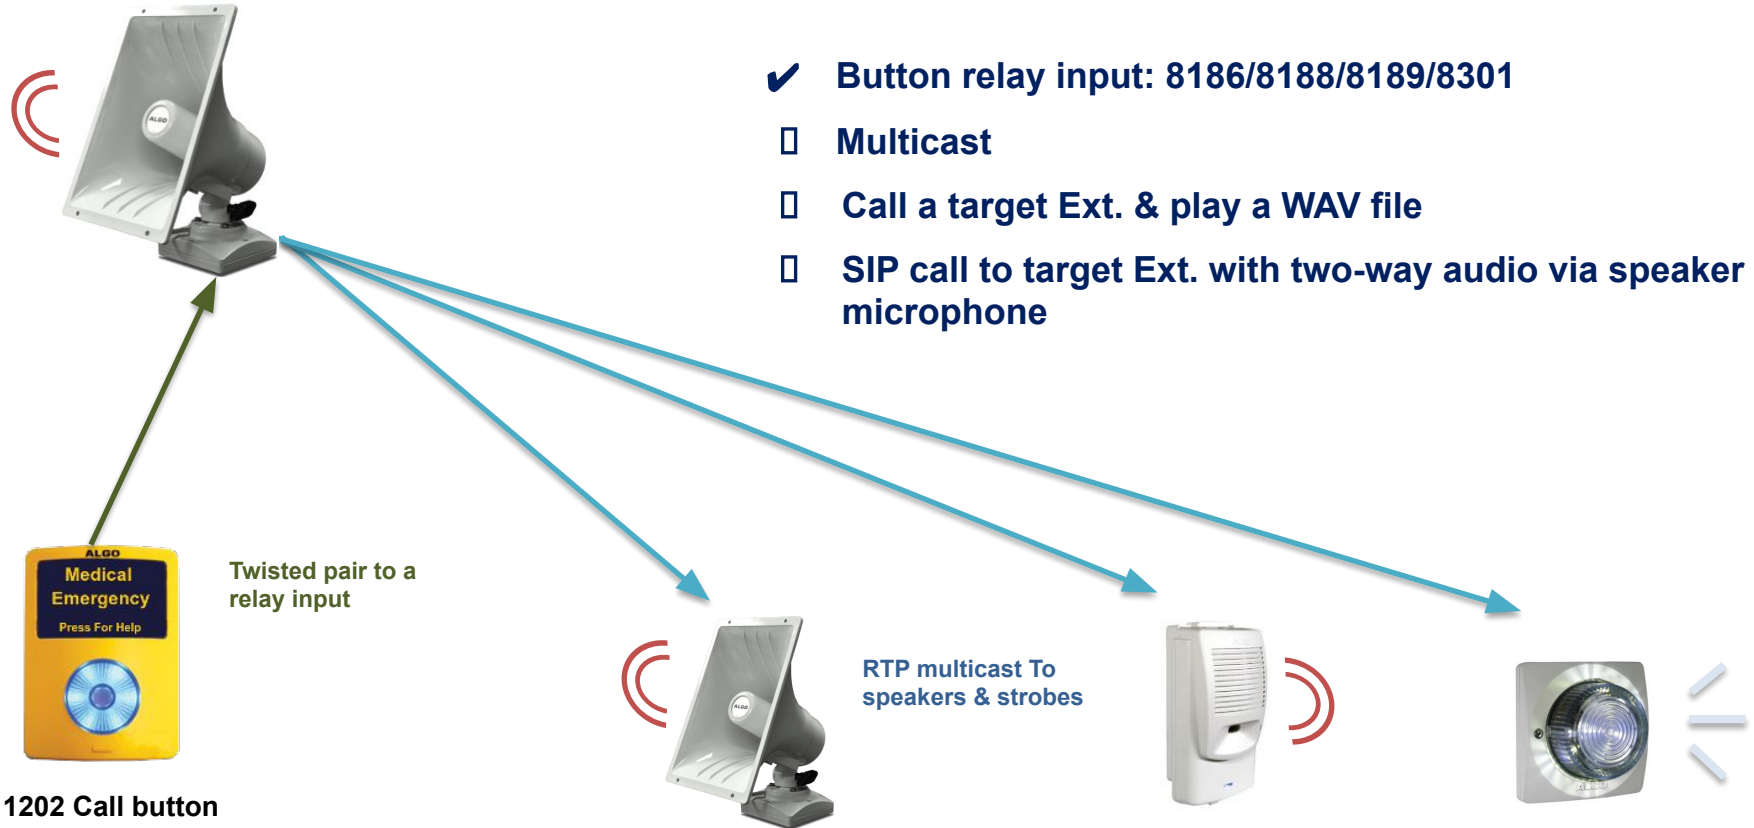 ✔ Button relay input: 8186/8188/8189/8301
▯ Multicast
▯ Call a target Ext. & play a WAV file
▯ SIP call to target Ext. with two-way audio via speaker
microphone
ALGO
ALGO
Medical
Emergency
Press For Help
Twisted pair to a
relay input
1202 Call button
RTP multicast To
speakers & strobes
ALGO